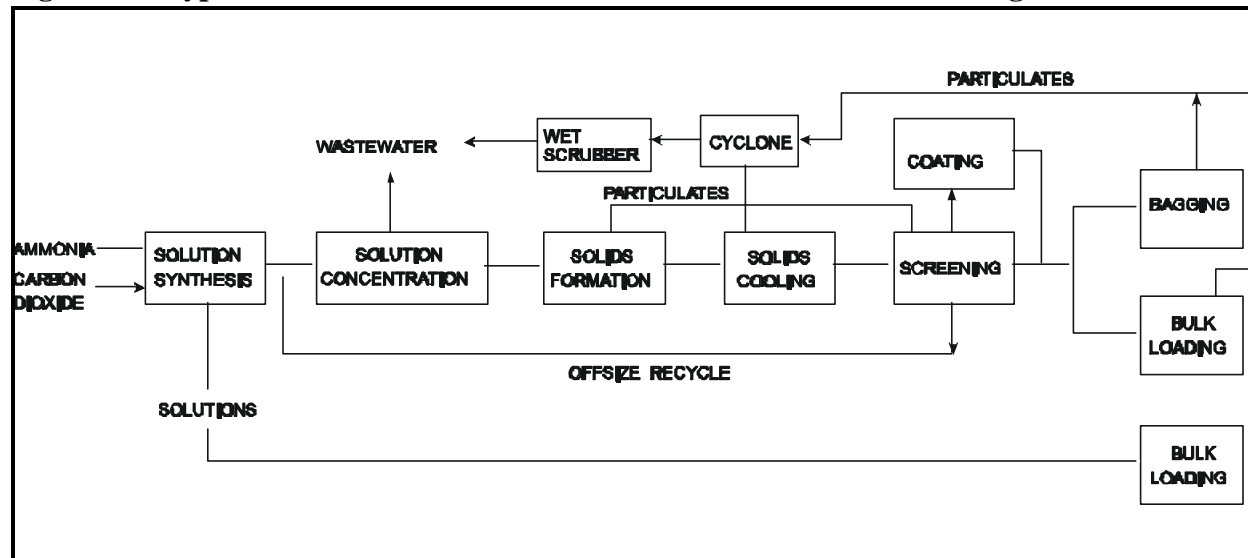 PARTICULATES
WASTEWATER
WET
SCRUBBER
CYCLONE
COATING
PARTICULATES
BAGGING
AMMONIA
CARBON
DIOXIDE
SOLUTION
SYNTHESIS
SOLUTION
CONCENTRATION
SOLIDS
FORMATION
SOLIDS
COOLING
SCREENING
BULK
LOADING
OFFSIZE RECYCLE
SOLUTIONS
BULK
LOADING